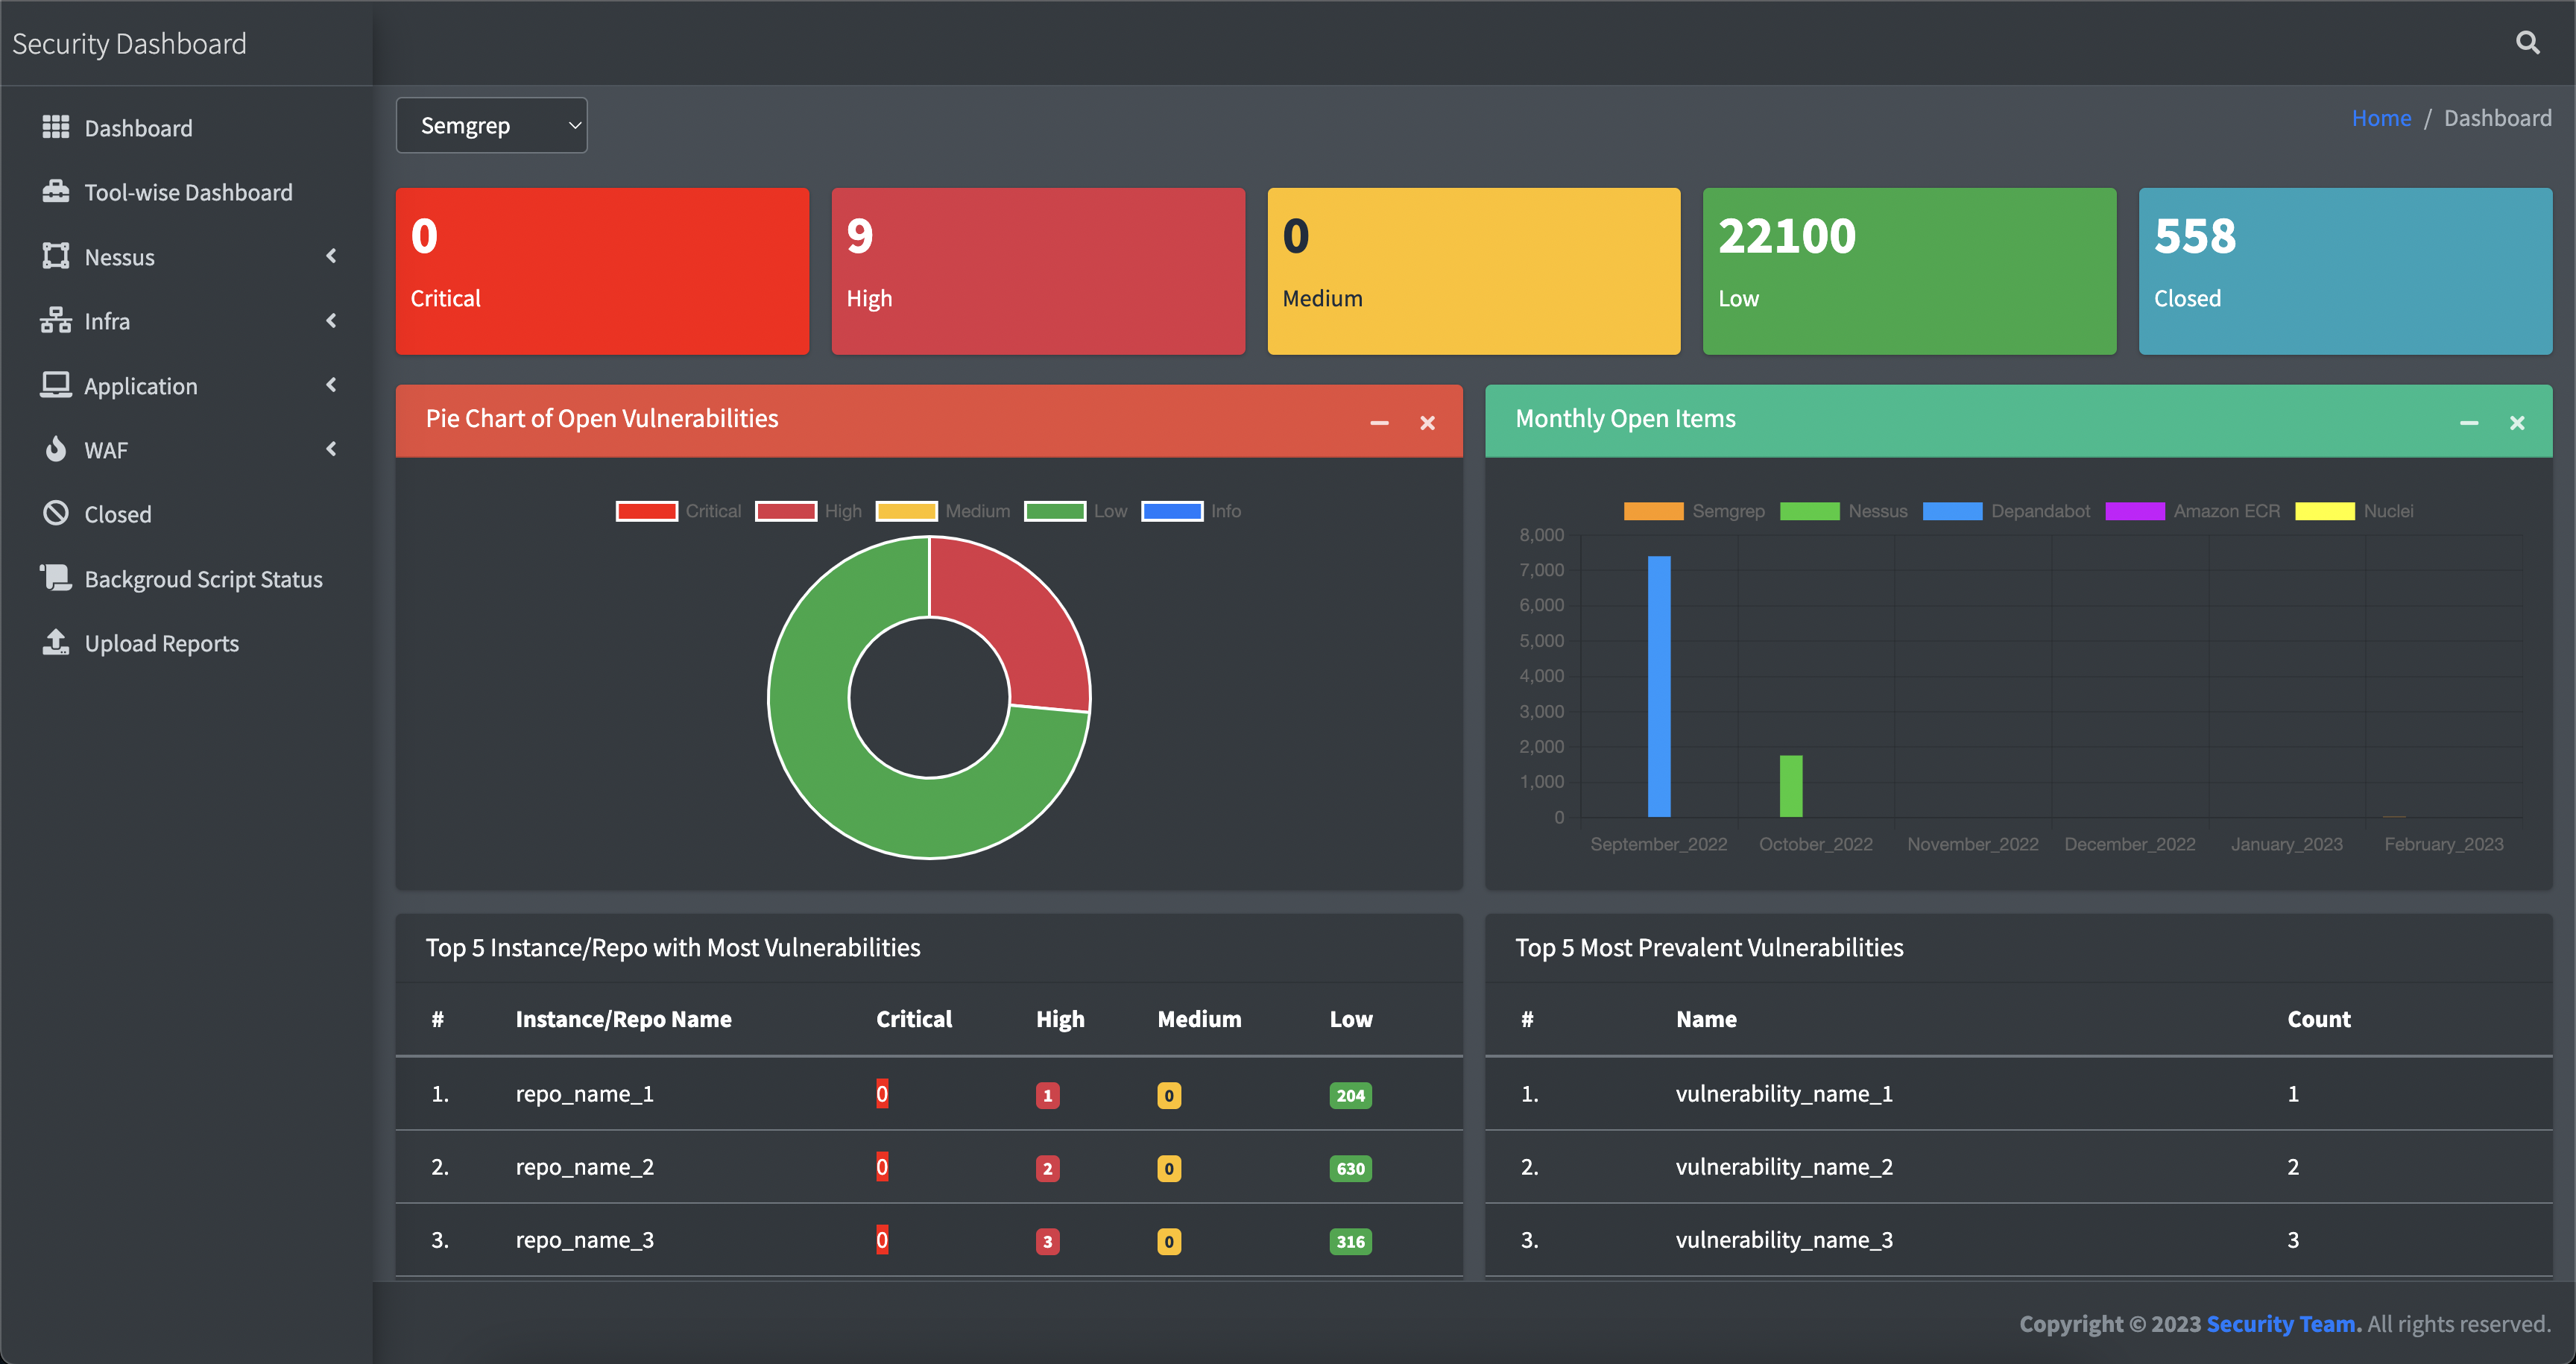 Security Dashboard
Dashboard
Tool-wise Dashboard
Nessus
Infra
Application
WAF
Closed
Backgroud Script Status
Upload Reports
Semgrep
Home / Dashboard
0
Critical
9
High
0
Medium
22100
Low
558
Closed
Pie Chart of Open Vulnerabilities
Critical High Medium Low Info
Monthly Open Items
Semgrep Nessus Depandabot Amazon ECR Nuclei
8,000
7,000
6,000
5,000
4,000
3,000
2,000
1,000
0
September_2022 October_2022 November_2022 December_2022 January_2023 February_2023
Top 5 Instance/Repo with Most Vulnerabilities
# Instance/Repo Name Critical High Medium Low
1. repo_name_1 0 1 0 204
2. repo_name_2 0 2 0 630
3. repo_name_3 0 3 0 316
Top 5 Most Prevalent Vulnerabilities
# Name Count
1. vulnerability_name_1 1
2. vulnerability_name_2 2
3. vulnerability_name_3 3
Copyright © 2023 Security Team. All rights reserved.